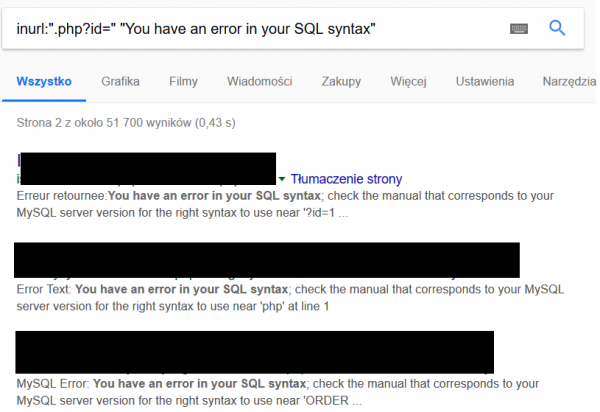 inurl:".php?id=" "You have an error in your SQL syntax"
Wszystko Grafika Filmy Wiadomości Zakupy Więcej Ustawienia Narzędzia
Strona 2 z około 51 700 wyników (0,43 s)
Tłumaczenie strony
Erreur retournee:You have an error in your SQL syntax; check the manual that corresponds to your
MySQL server version for the right syntax to use near '?id=1 ...
Error Text: You have an error in your SQL syntax; check the manual that corresponds to your MySQL
server version for the right syntax to use near 'php' at line 1
MySQL Error: You have an error in your SQL syntax; check the manual that corresponds to your
MySQL server version for the right syntax to use near 'ORDER ...